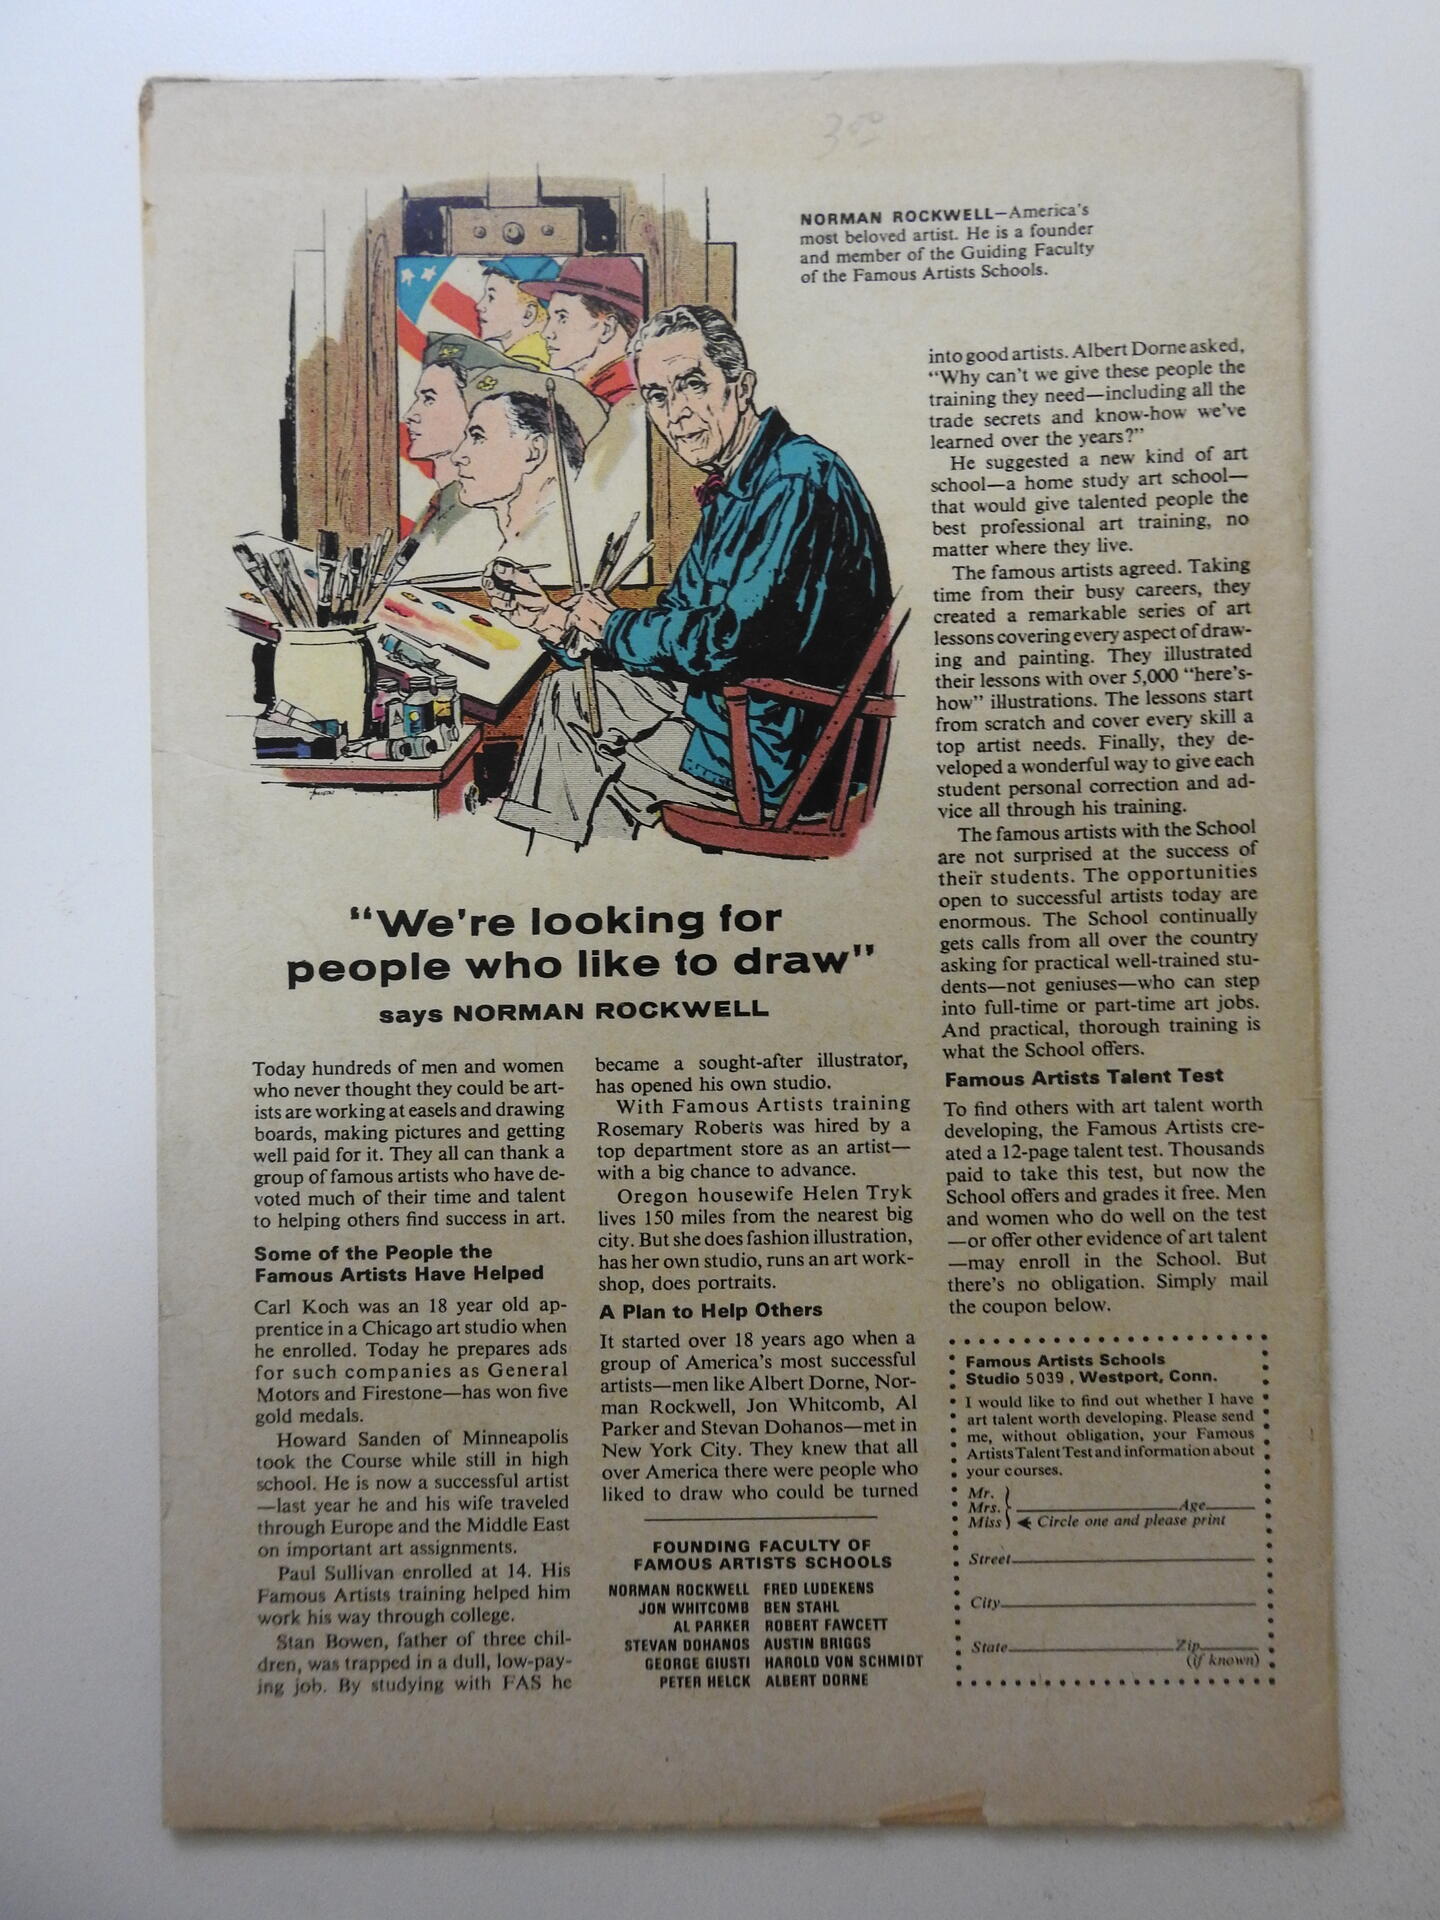 3 50
NORMAN ROCKWELL—America's
most beloved artist. He is a founder
and member of the Guiding Faculty
of the Famous Artists Schools.
"We're looking for
people who like to draw"
says NORMAN ROCKWELL
Today hundreds of men and women
who never thought they could be art-
ists are working at easels and drawing
boards, making pictures and getting
well paid for it. They all can thank a
group of famous artists who have de-
voted much of their time and talent
to helping others find success in art.
Some of the People the
Famous Artists Have Helped
Carl Koch was an 18 year old ap-
prentice in a Chicago art studio when
he enrolled. Today he prepares ads
for such companies as General
Motors and Firestone—has won five
gold medals.
Howard Sanden of Minneapolis
took the Course while still in high
school. He is now a successful artist
—last year he and his wife traveled
through Europe and the Middle East
on important art assignments.
Paul Sullivan enrolled at 14. His
Famous Artists training helped him
work his way through college.
Stan Bowen, father of three chil-
dren, was trapped in a dull, low-pay-
ing job. By studying with FAS he
became a sought-after illustrator,
has opened his own studio.
With Famous Artists training
Rosemary Roberts was hired by a
top department store as an artist—
with a big chance to advance.
Oregon housewife Helen Tryk
lives 150 miles from the nearest big
city. But she does fashion illustration,
has her own studio, runs an art work-
shop, does portraits.
A Plan to Help Others
It started over 18 years ago when a
group of America's most successful
artists—men like Albert Dorne, Nor-
man Rockwell, Jon Whitcomb, Al
Parker and Stevan Dohanos—met in
New York City. They knew that all
over America there were people who
liked to draw who could be turned
FOUNDING FACULTY OF
FAMOUS ARTISTS SCHOOLS
NORMAN ROCKWELL FRED LUDEKENS
JON WHITCOMB BEN STAHL
AL PARKER ROBERT FAWCETT
STEVAN DOHANOS AUSTIN BRIGGS
GEORGE GIUSTI HAROLD VON SCHMIDT
PETER HELCK ALBERT DORNE
into good artists. Albert Dorne asked,
"Why can't we give these people the
training they need—including all the
trade secrets and know-how we've
learned over the years?"
He suggested a new kind of art
school—a home study art school—
that would give talented people the
best professional art training, no
matter where they live.
The famous artists agreed. Taking
time from their busy careers, they
created a remarkable series of art
lessons covering every aspect of draw-
ing and painting. They illustrated
their lessons with over 5,000 "here's-
how" illustrations. The lessons start
from scratch and cover every skill a
top artist needs. Finally, they de-
veloped a wonderful way to give each
student personal correction and ad-
vice all through his training.
The famous artists with the School
are not surprised at the success of
their students. The opportunities
open to successful artists today are
enormous. The School continually
gets calls from all over the country
asking for practical well-trained stu-
dents—not geniuses—who can step
into full-time or part-time art jobs.
And practical, thorough training is
what the School offers.
Famous Artists Talent Test
To find others with art talent worth
developing, the Famous Artists cre-
ated a 12-page talent test. Thousands
paid to take this test, but now the
School offers and grades it free. Men
and women who do well on the test
—or offer other evidence of art talent
—may enroll in the School. But
there's no obligation. Simply mail
the coupon below.
Famous Artists Schools
Studio 5039, Westport, Conn.
I would like to find out whether I have
art talent worth developing. Please send
me, without obligation, your Famous
Artists Talent Test and information about
your courses.
Mr.
Mrs. Age
Miss Circle one and please print
Street
City
State Zip
(if known)